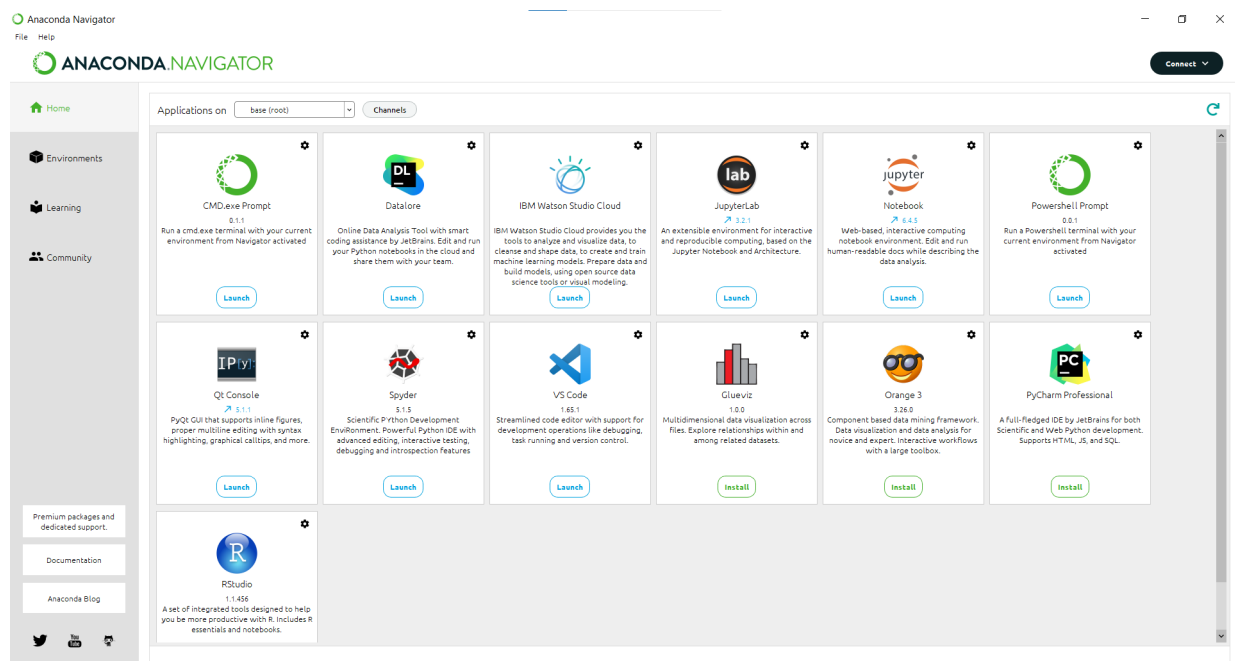 Anaconda Navigator
File Help
ANACONDA.NAVIGATOR
Connect
Home
Environments
Learning
Community
Premium packages and
dedicated support.
Documentation
Anaconda Blog
You
Tube
Applications on base (root) Channels
CMD.exe Prompt
0.1.1
Run a cmd.exe terminal with your current
environment from Navigator activated
Launch
DL
Datalore
Online Data Analysis Tool with smart
coding assistance by JetBrains. Edit and run
your Python notebooks in the cloud and
share them with your team.
Launch
IBM Watson Studio Cloud
IBM Watson Studio Cloud provides you the
tools to analyze and visualize data, to
cleanse and shape data, to create and train
machine learning models. Prepare data and
build models, using open source data
science tools or visual modeling.
Launch
lab
JupyterLab
3.2.1
An extensible environment for interactive
and reproducible computing, based on the
Jupyter Notebook and Architecture.
Launch
jupyter
Notebook
6.4.5
Web-based, interactive computing
notebook environment. Edit and run
human-readable docs while describing the
data analysis.
Launch
Powershell Prompt
0.0.1
Run a Powershell terminal with your
current environment from Navigator
activated
Launch
IP[y]:
Qt Console
5.1.1
PyQt GUI that supports inline figures,
proper multiline editing with syntax
highlighting, graphical calltips, and more.
Launch
Spyder
5.1.5
Scientific PYthon Development
EnviRonment. Powerful Python IDE with
advanced editing, interactive testing,
debugging and introspection features
Launch
VS Code
1.65.1
Streamlined code editor with support for
development operations like debugging,
task running and version control.
Launch
Glueviz
1.0.0
Multidimensional data visualization across
files. Explore relationships within and
among related datasets.
Install
Orange 3
3.26.0
Component based data mining framework.
Data visualization and data analysis for
novice and expert. Interactive workflows
with a large toolbox.
Install
PC
PyCharm Professional
A full-fledged IDE by JetBrains for both
Scientific and Web Python development.
Supports HTML, JS, and SQL.
Install
R
RStudio
1.1.456
A set of integrated tools designed to help
you be more productive with R. Includes R
essentials and notebooks.